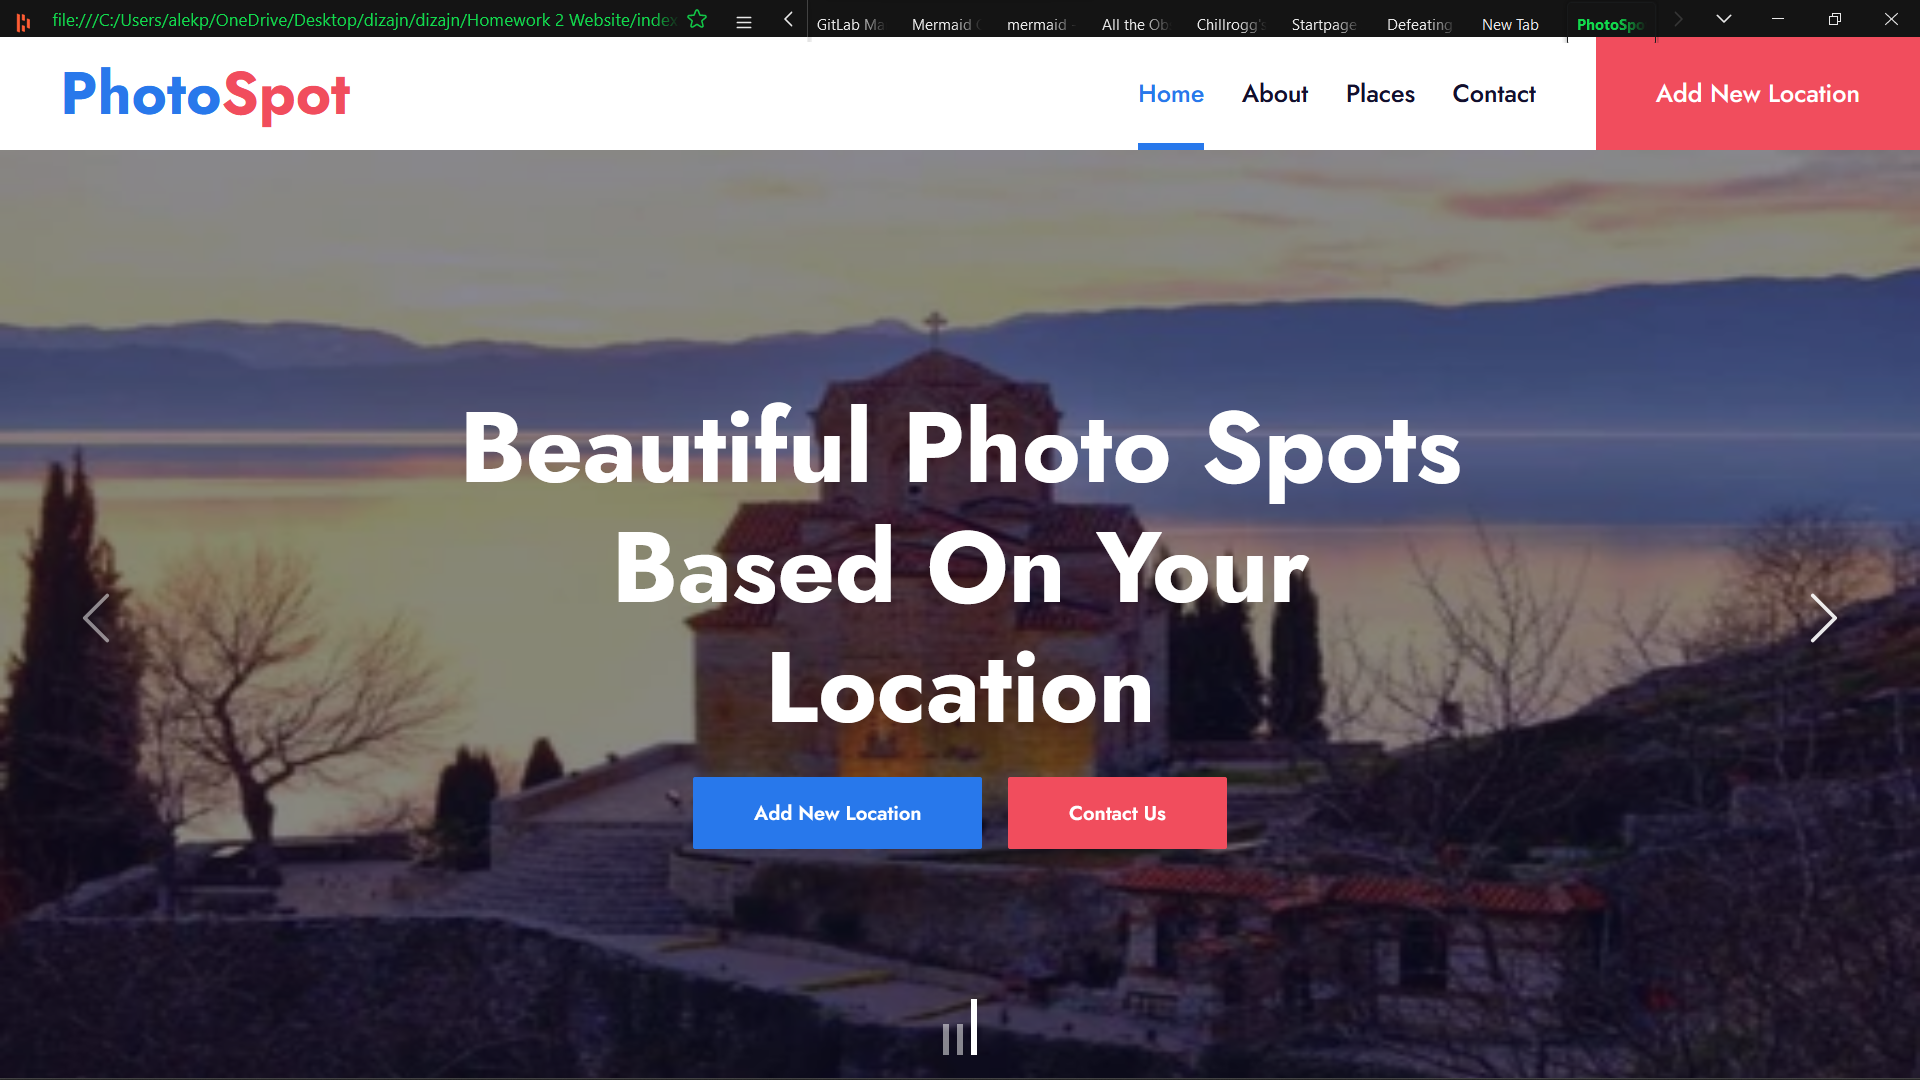 file:///C:/Users/alekp/OneDrive/Desktop/dizajn/dizajn/Homework 2 Website/index
GitLab Ma
Mermaid
mermaid
All the Ob
Chillrogg's
Startpage
Defeating
New Tab
PhotoSpo
PhotoSpot
Home
About
Places
Contact
Add New Location
Beautiful Photo Spots
Based On Your
Location
Add New Location
Contact Us